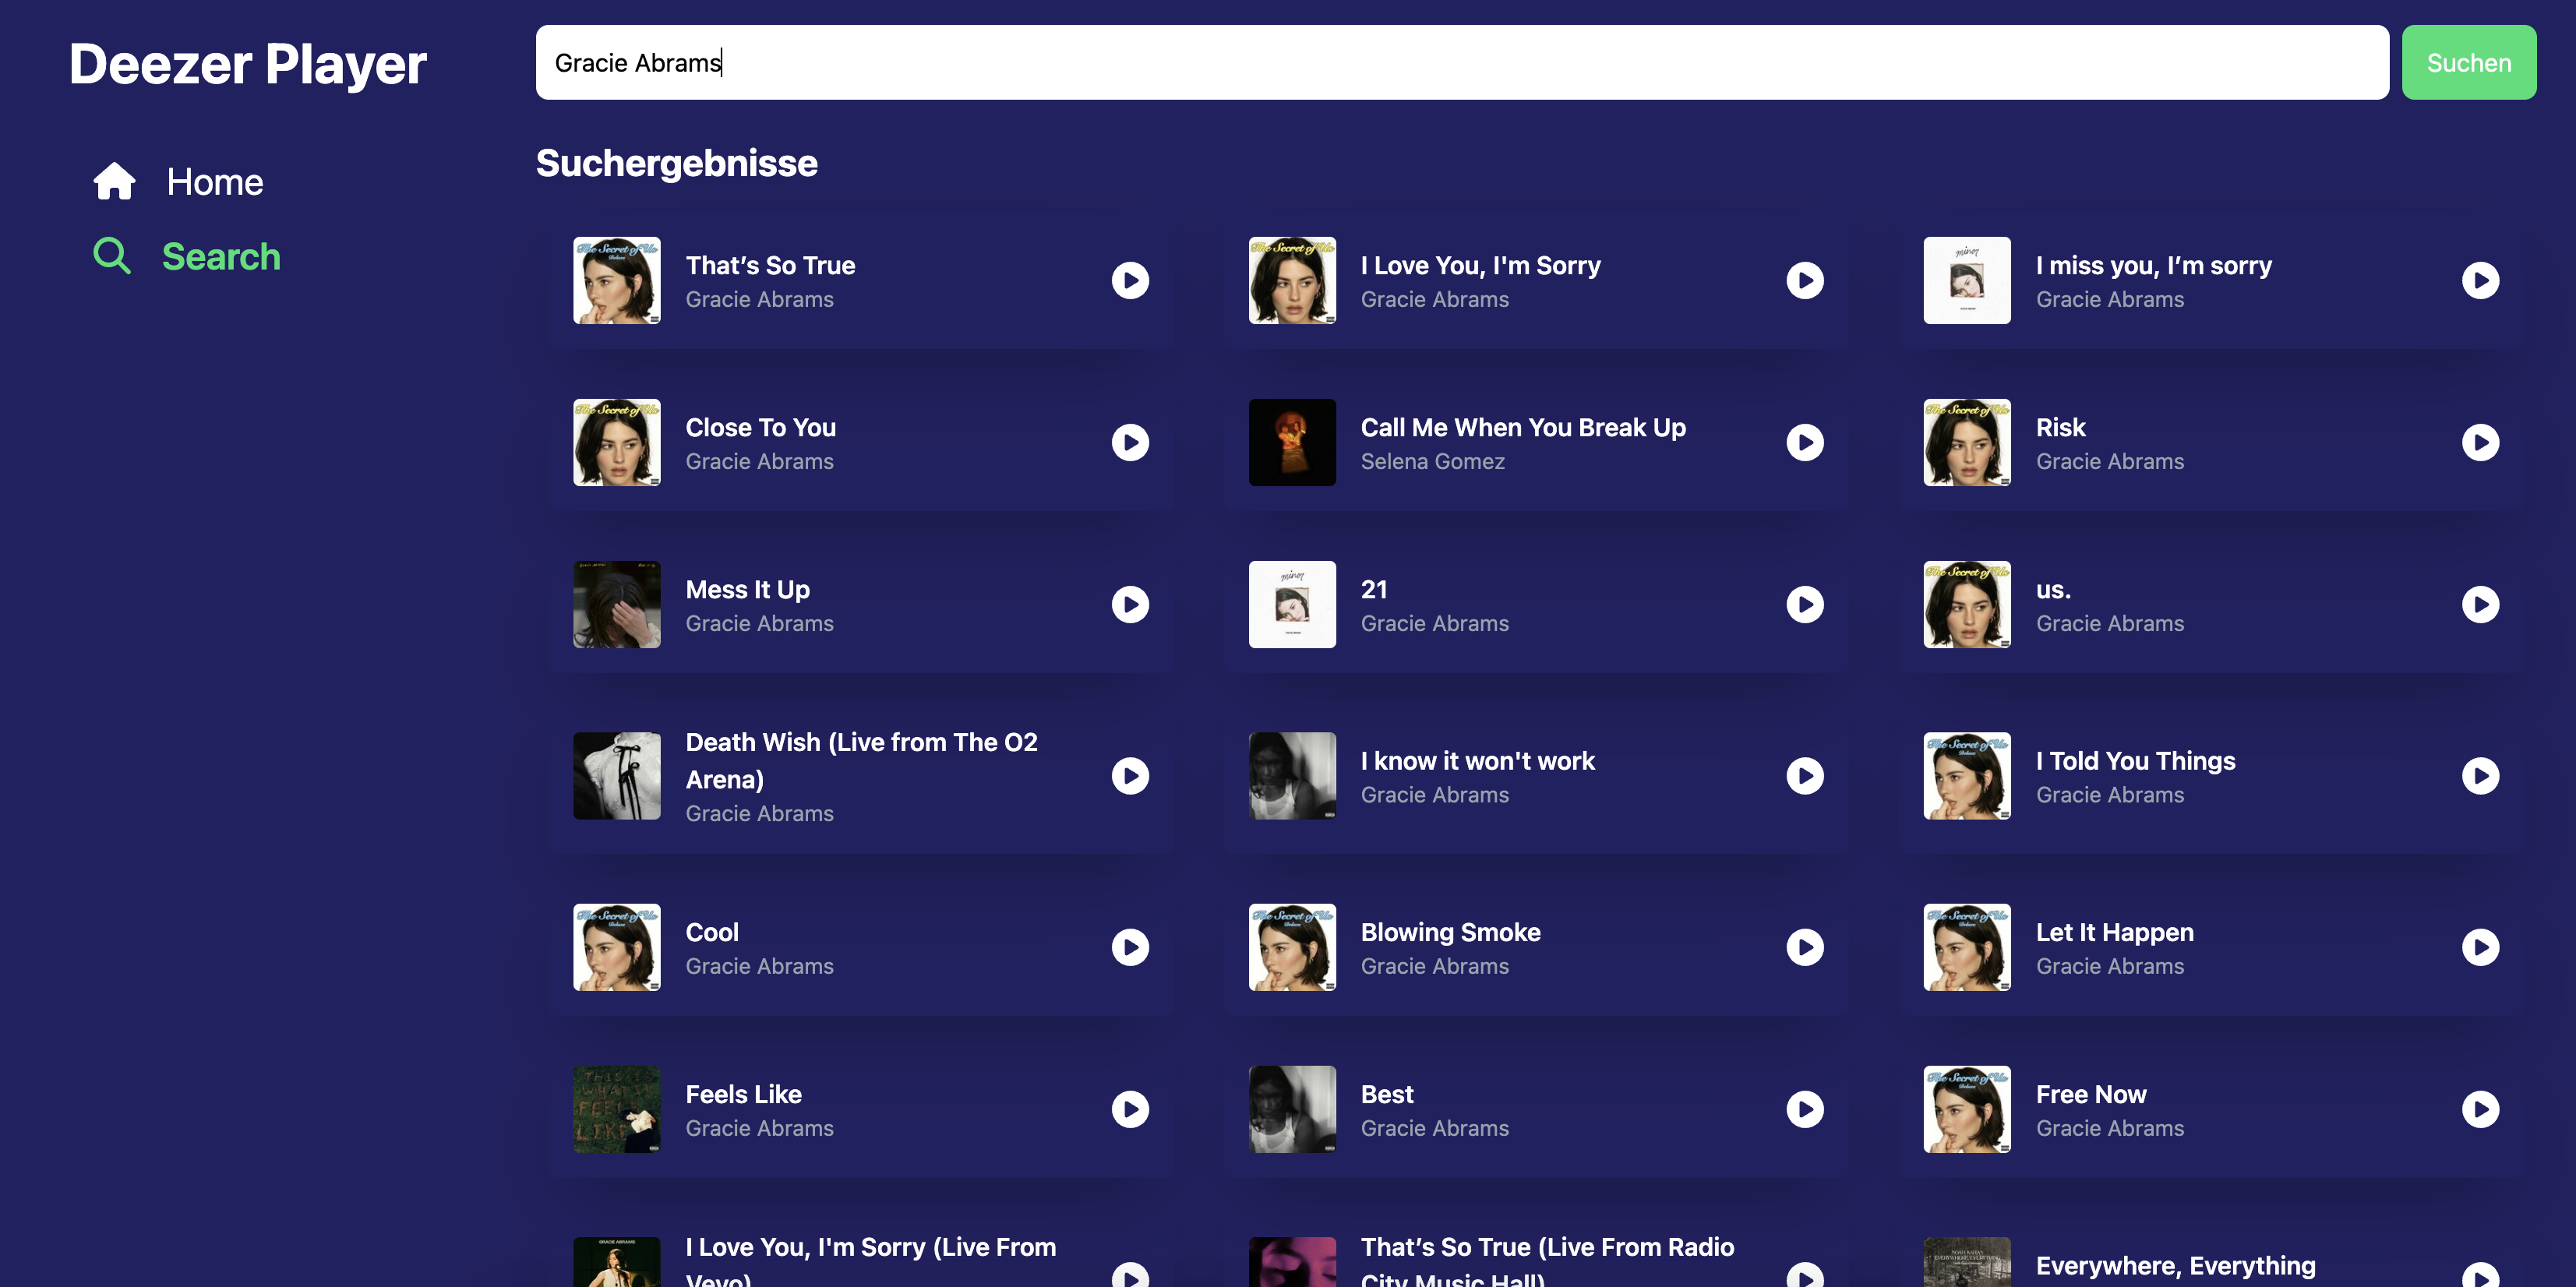 Deezer Player
Gracie Abrams
Suchen
Home
Search
Suchergebnisse
That’s So True
Gracie Abrams
I Love You, I'm Sorry
Gracie Abrams
I miss you, I’m sorry
Gracie Abrams
Close To You
Gracie Abrams
Call Me When You Break Up
Selena Gomez
Risk
Gracie Abrams
Mess It Up
Gracie Abrams
21
Gracie Abrams
us.
Gracie Abrams
Death Wish (Live from The O2
Arena)
Gracie Abrams
I know it won't work
Gracie Abrams
I Told You Things
Gracie Abrams
Cool
Gracie Abrams
Blowing Smoke
Gracie Abrams
Let It Happen
Gracie Abrams
Feels Like
Gracie Abrams
Best
Gracie Abrams
Free Now
Gracie Abrams
I Love You, I'm Sorry (Live From
Vevo)
That’s So True (Live From Radio
City Music Hall)
Everywhere, Everything